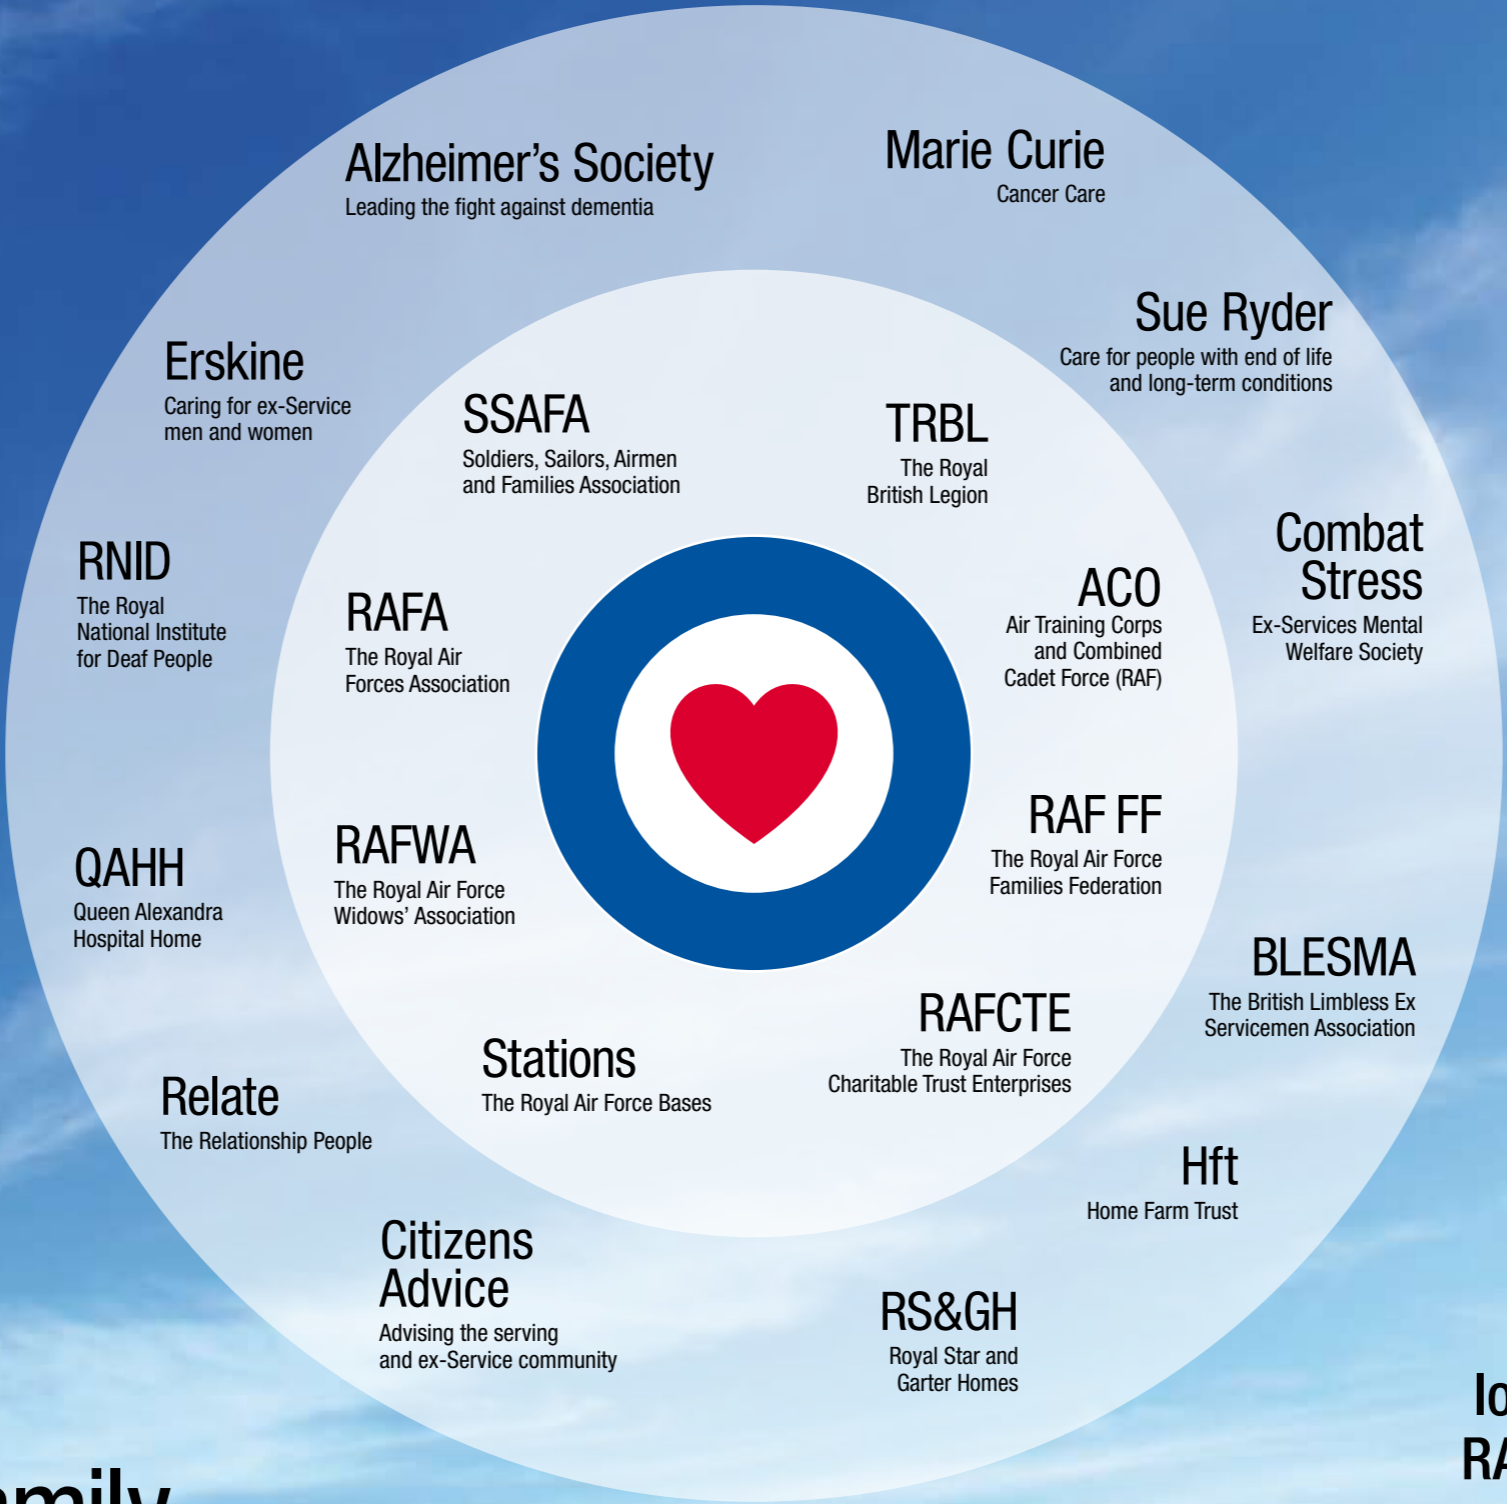 Alzheimer’s Society
Leading the fight against dementia
Marie Curie
Cancer Care
Sue Ryder
Care for people with end of life
and long-term conditions
Erskine
Caring for ex-Service
men and women
SSAFA
Soldiers, Sailors, Airmen
and Families Association
TRBL
The Royal
British Legion
Combat
Stress
Ex-Services Mental
Welfare Society
RNID
The Royal
National Institute
for Deaf People
RAFA
The Royal Air
Forces Association
ACO
Air Training Corps
and Combined
Cadet Force (RAF)
RAF FF
The Royal Air Force
Families Federation
RAFWA
The Royal Air Force
Widows’ Association
QAHH
Queen Alexandra
Hospital Home
BLESMA
The British Limbless Ex
Servicemen Association
RAFCTE
The Royal Air Force
Charitable Trust Enterprises
Stations
The Royal Air Force Bases
Relate
The Relationship People
Hft
Home Farm Trust
Citizens
Advice
Advising the serving
and ex-Service community
RS&GH
Royal Star and
Garter Homes